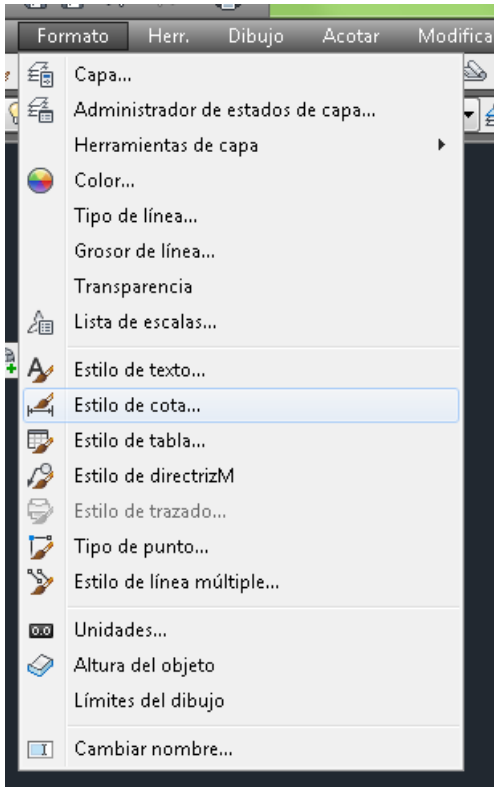 Formato Herr. Dibujo Acotar Modifica
Capa...
Administrador de estados de capa...
Herramientas de capa
Color...
Tipo de línea...
Grosor de línea...
Transparencia
Lista de escalas...
Estilo de texto...
Estilo de cota...
Estilo de tabla...
Estilo de directrizM
Estilo de trazado...
Tipo de punto...
Estilo de línea múltiple...
0.0 Unidades...
Altura del objeto
Límites del dibujo
Cambiar nombre...